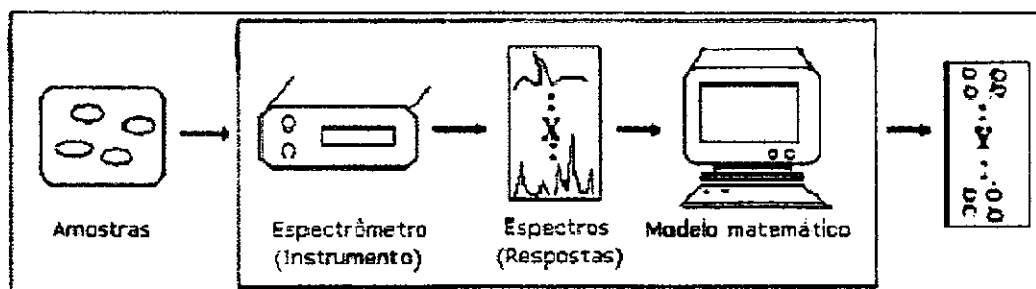 Amostras
Espectrômetro
(Instrumento)
X
Espectros
(Respostas)
Modelo matemático